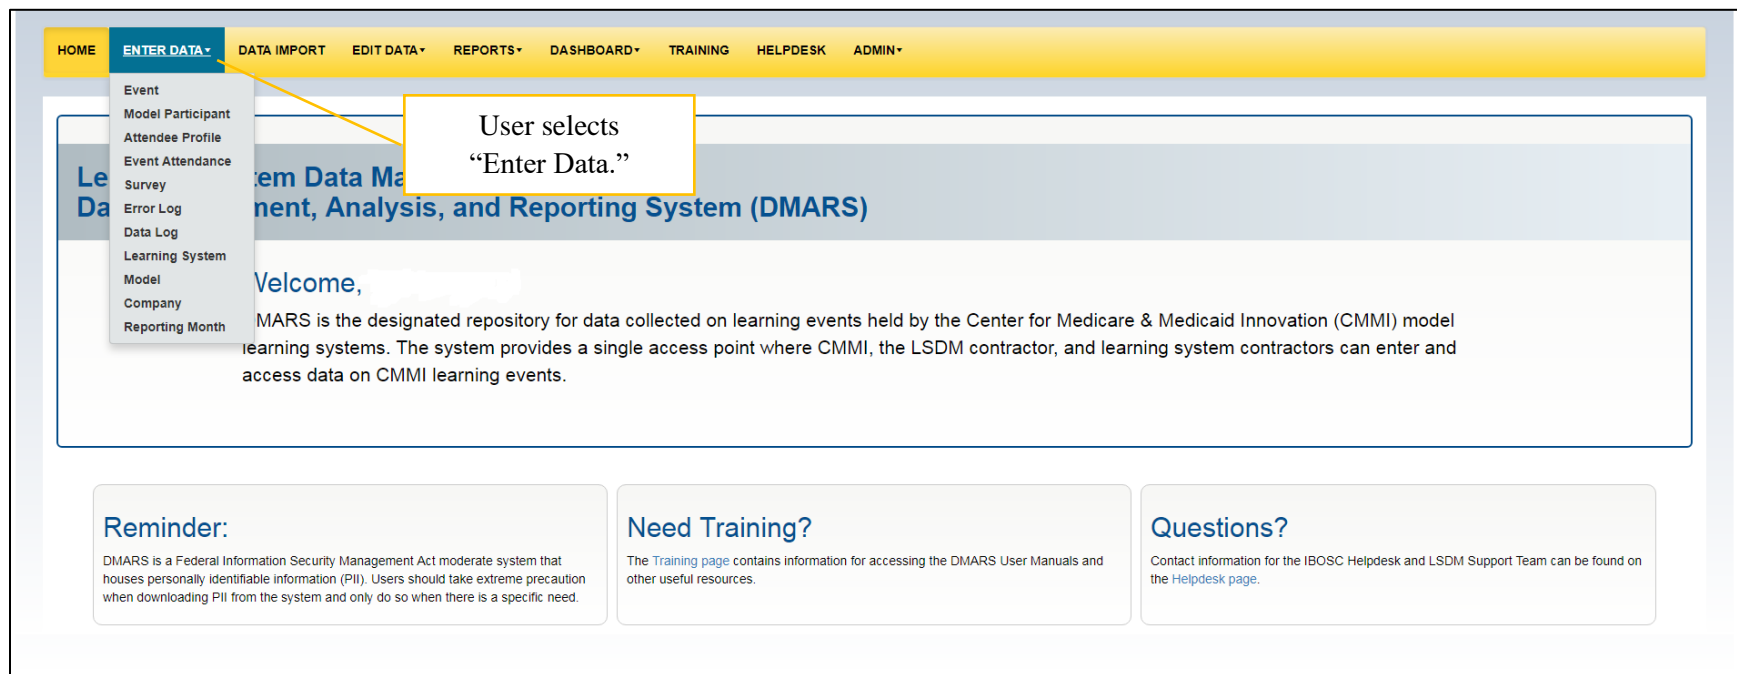 HOME ENTER DATA DATA IMPORT EDIT DATA REPORTS DASHBOARD TRAINING HELPDESK ADMIN
Event
Model Participant
Attendee Profile
Event Attendance
Survey
Error Log
Data Log
Learning System
Model
Company
Reporting Month
User selects
“Enter Data.”
Data
Analysis, and Reporting System (DMARS)
Welcome,
DMARS is the designated repository for data collected on learning events held by the Center for Medicare & Medicaid Innovation (CMMI) model
learning systems. The system provides a single access point where CMMI, the LSDM contractor, and learning system contractors can enter and
access data on CMMI learning events.
Reminder:
DMARS is a Federal Information Security Management Act moderate system that
houses personally identifiable information (PII). Users should take extreme precaution
when downloading PII from the system and only do so when there is a specific need.
Need Training?
The Training page contains information for accessing the DMARS User Manuals and
other useful resources.
Questions?
Contact information for the IBOSC Helpdesk and LSDM Support Team can be found on
the Helpdesk page.